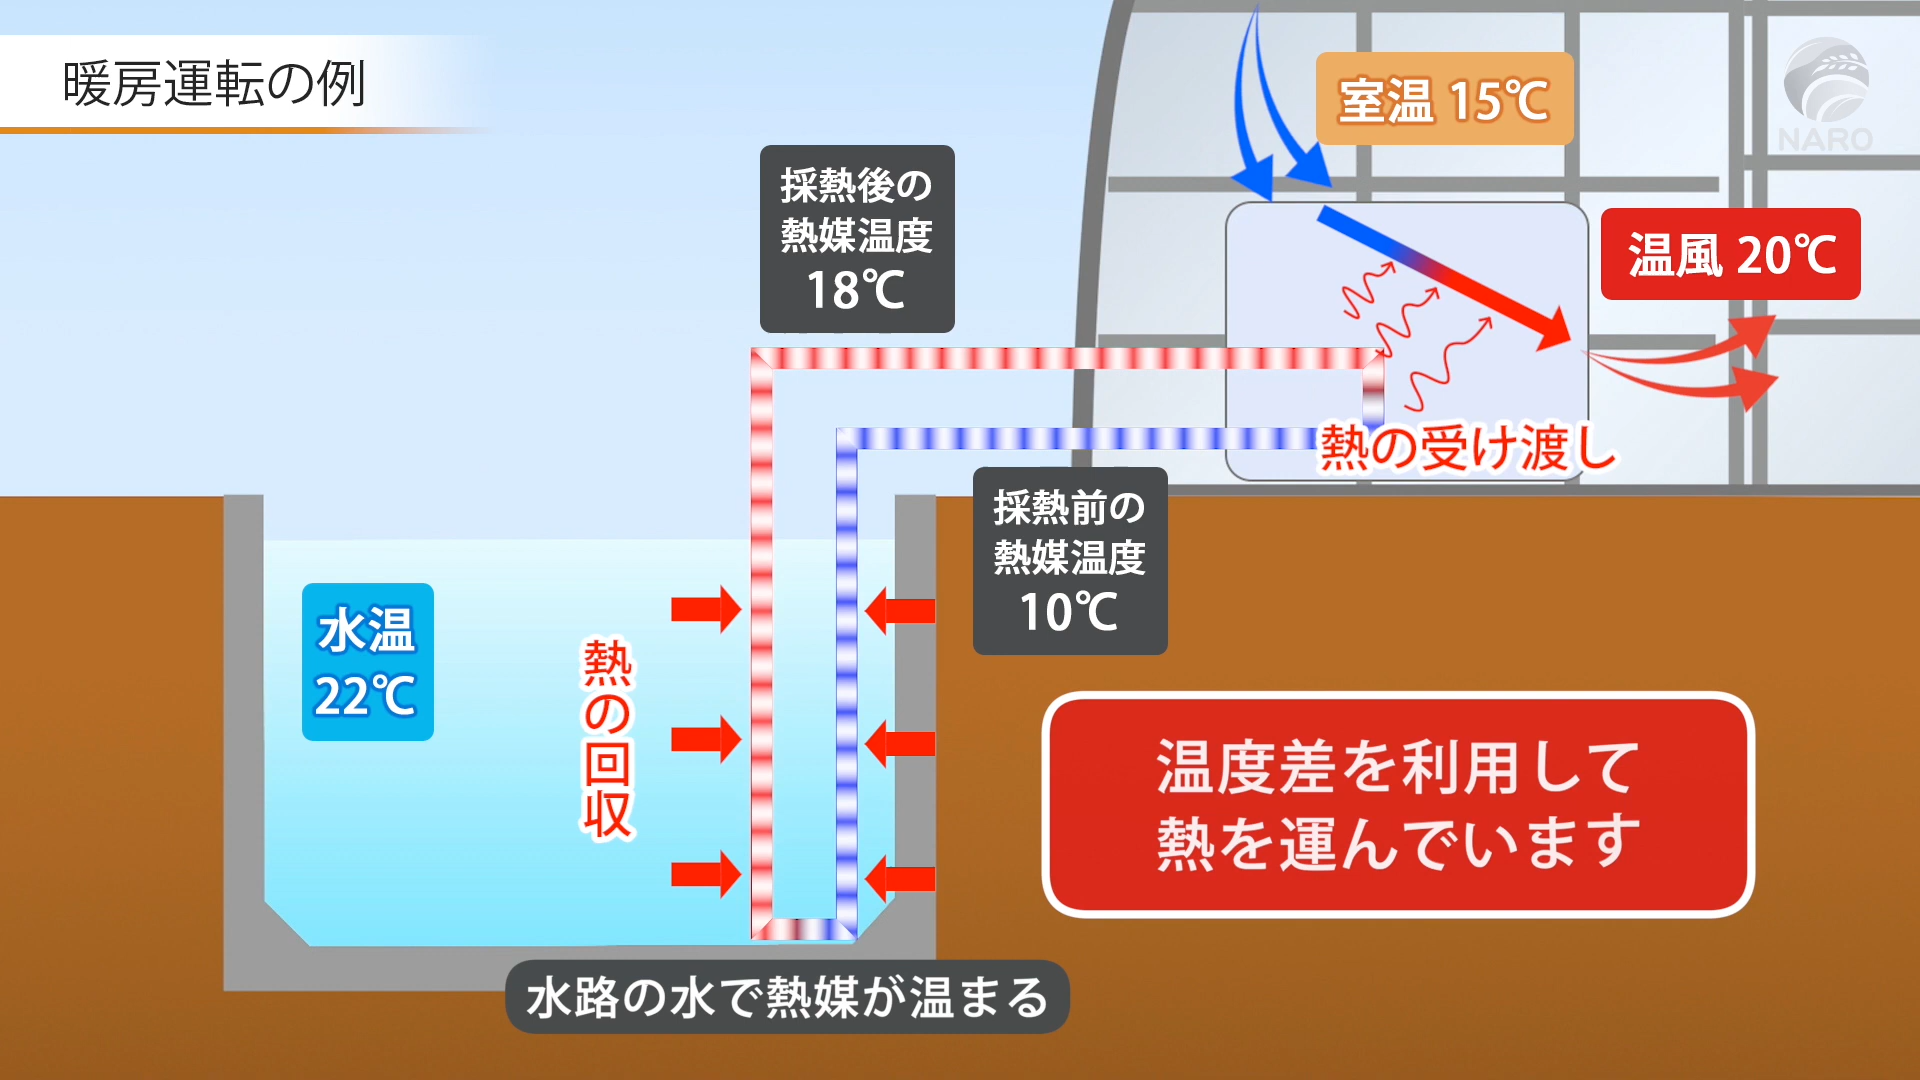 暖房運転の例
室温 15℃
NARO
採熱後の
熱媒温度
18℃
温風 20℃
熱の受け渡し
採熱前の
熱媒温度
10℃
水温
22℃
熱の回収
温度差を利用して
熱を運んでいます
水路の水で熱媒が温まる